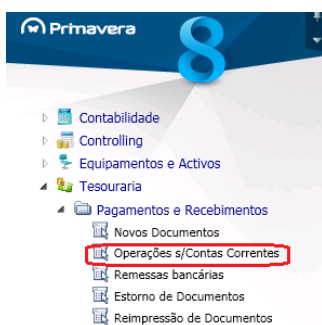 Primavera
8
Contabilidade
Controlling
Equipamentos e Activos
Tesouraria
Pagamentos e Recebimentos
Novos Documentos
Operações s/Contas Correntes
Remessas bancárias
Estorno de Documentos
Reimpressão de Documentos